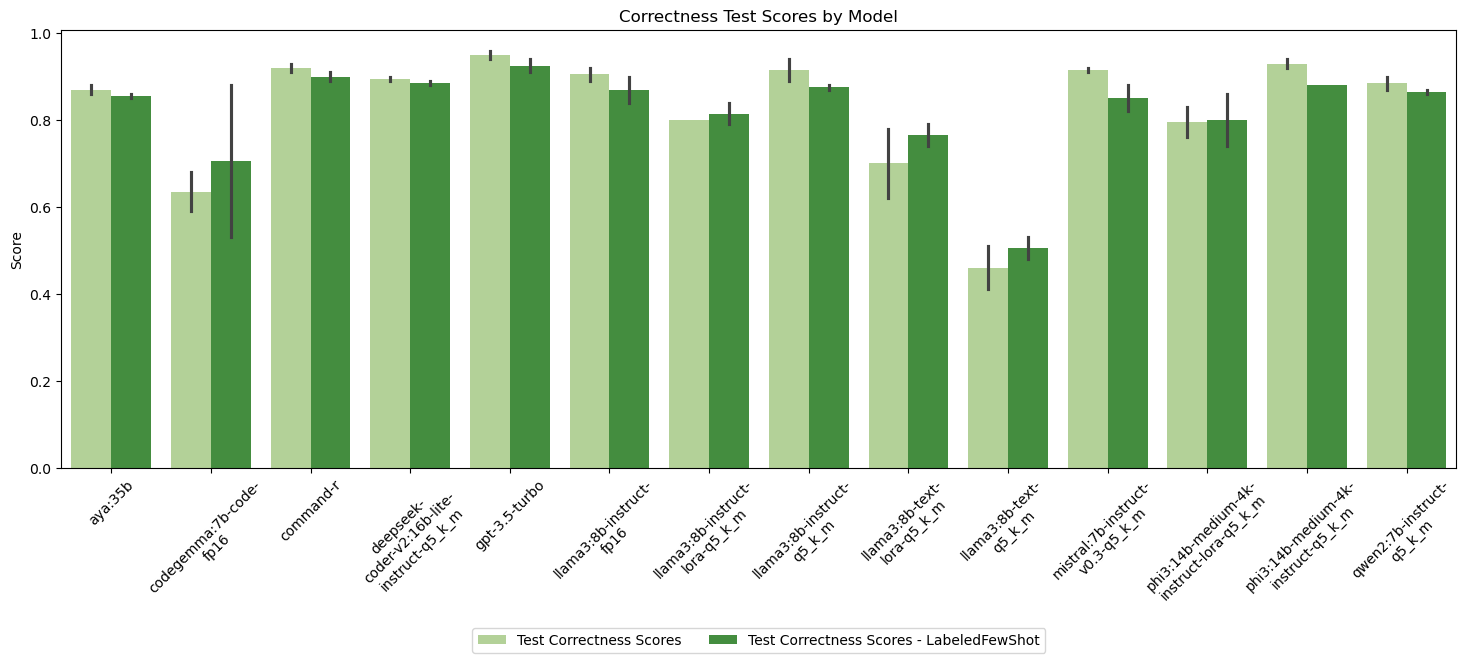 Correctness Test Scores by Model
Score
1.0
0.8
0.6
0.4
0.2
0.0
aya:35b
codegemma:7b-code-
fp16
command-r
deepseek-
coder-v2:16b-lite-
instruct-q5_k_m
gpt-3.5-turbo
llama3:8b-instruct-
fp16
llama3:8b-instruct-
lora-q5_k_m
llama3:8b-instruct-
q5_k_m
llama3:8b-text-
lora-q5_k_m
llama3:8b-text-
q5_k_m
mistral:7b-instruct-
v0.3-q5_k_m
phi3:14b-medium-4k-
instruct-lora-q5_k_m
phi3:14b-medium-4k-
instruct-q5_k_m
qwen2:7b-instruct-
q5_k_m
Test Correctness Scores
Test Correctness Scores - LabeledFewShot